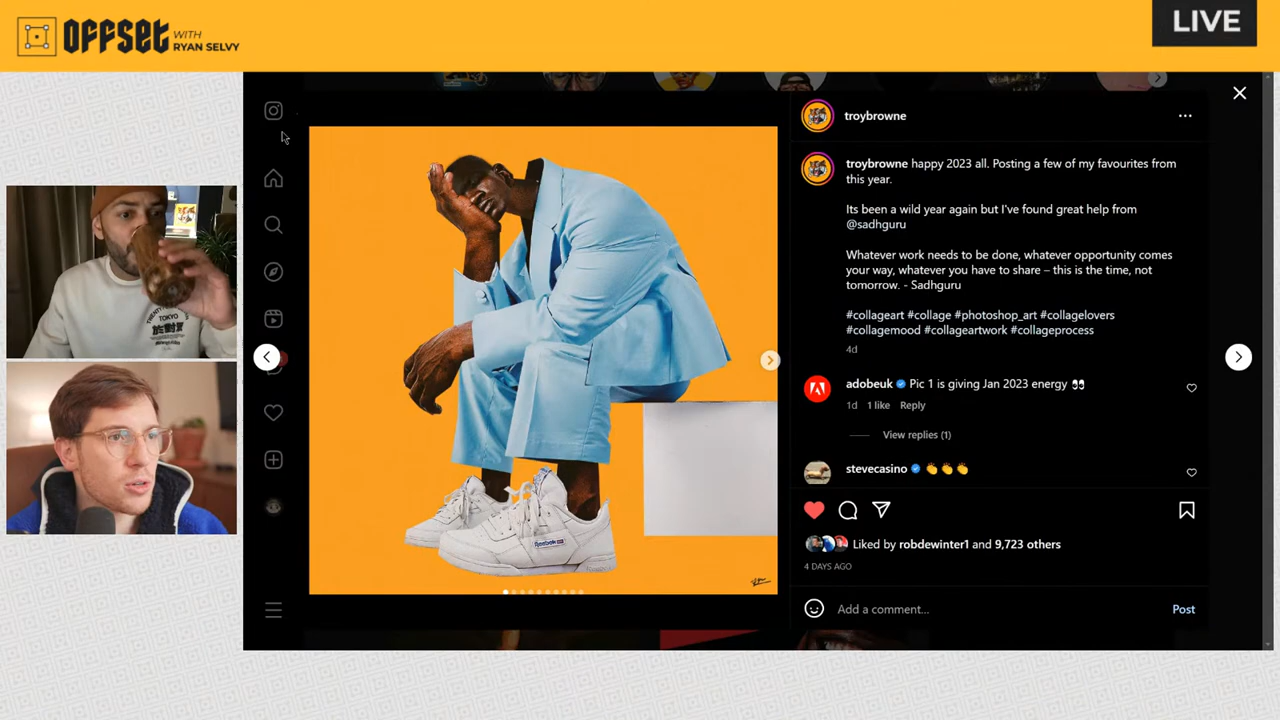 OFFSET
WITH
RYAN SELVY
LIVE
troybrowne
troybrowne happy 2023 all. Posting a few of my favourites from
this year.
Its been a wild year again but I've found great help from
@sadhguru
Whatever work needs to be done, whatever opportunity comes
your way, whatever you have to share – this is the time, not
tomorrow. - Sadhguru
#collageart #collage #photoshop_art #collagelovers
#collagemood #collageartwork #collageprocess
4d
adobeuk Pic 1 is giving Jan 2023 energy 👀
1d 1 like Reply
View replies (1)
stevecasino 👏👏👏
Liked by robdewinter1 and 9,723 others
4 DAYS AGO
Add a comment...
Post
TOKYO
Reebok